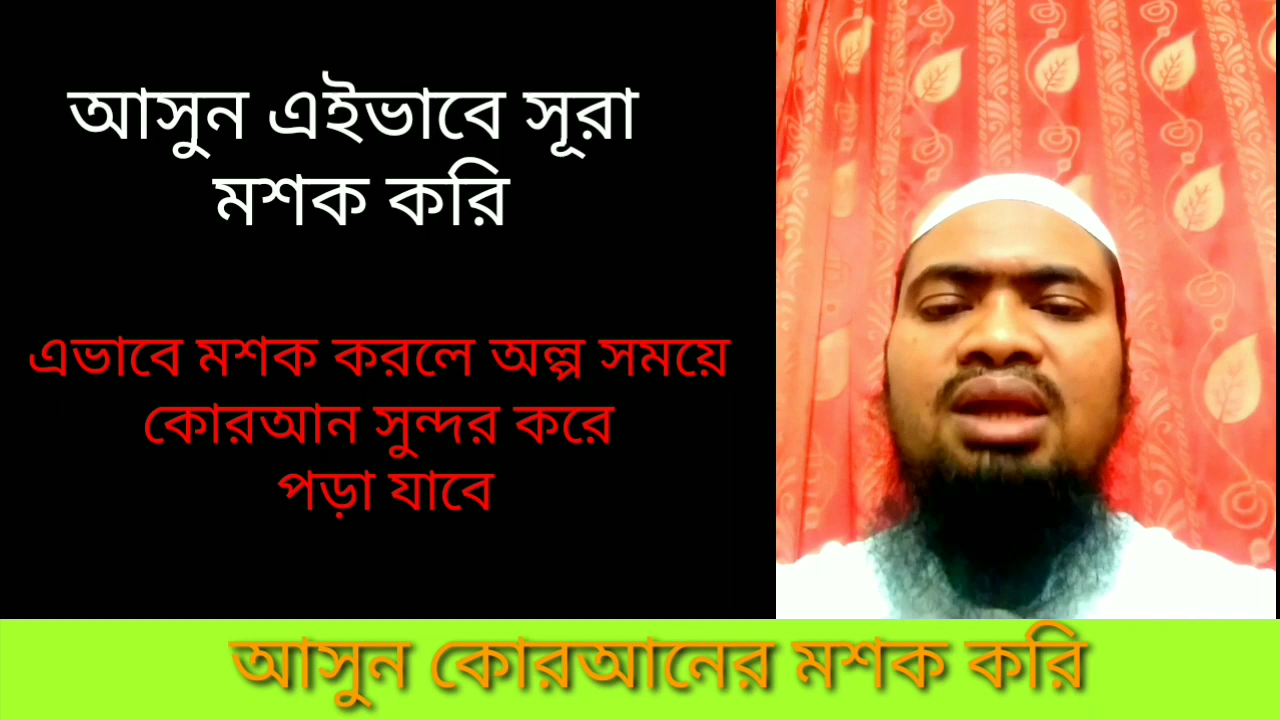 আসুন এইভাবে সূরা
মশক করি
এভাবে মশক করলে অল্প সময়ে
কোরআন সুন্দর করে
পড়া যাবে
আসুন কোরআনের মশক করি